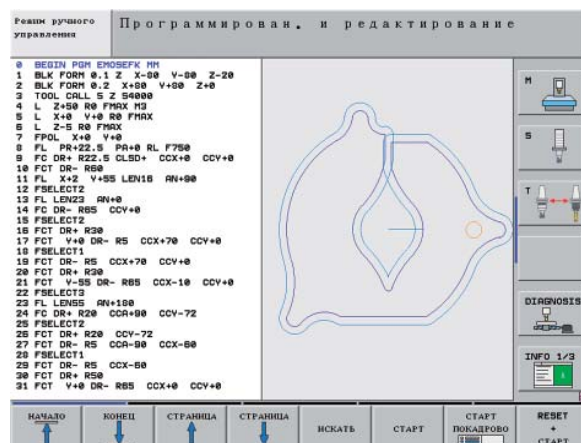 Режим ручного
управления
Программирован. и редактирование
0 BEGIN PGM EMOSEFK MM
1 BLK FORM 0.1 Z X-80 Y-80 Z-20
2 BLK FORM 0.2 X+80 Y+80 Z+0
3 TOOL CALL 5 Z S4000
4 L Z+50 R0 FMAX M3
5 L X+0 Y+0 R0 FMAX
6 L Z-5 R0 FMAX
7 FPOL X+0 Y+0
8 FL PR+22.5 PA+0 RL F750
9 FC DR+ R22.5 CLSD+ CCX+0 CCY+0
10 FCT DR- R60
11 FL X+2 Y+55 LEN16 AN+90
12 FSELECT2
13 FL LEN23 AN+0
14 FC DR- R65 CCY+0
15 FSELECT2
16 FCT DR+ R30
17 FCT Y+0 DR- R5 CCX+70 CCY+0
18 FSELECT1
19 FCT DR- R5 CCX+70 CCY+0
20 FCT DR+ R30
21 FCT Y-55 DR- R65 CCX-10 CCY+0
22 FSELECT3
23 FL LEN55 AN+180
24 FC DR+ R20 CCA+90 CCY-72
25 FSELECT2
26 FCT DR+ R20 CCY-72
27 FCT DR- R5 CCA-90 CCX-60
28 FSELECT1
29 FCT DR- R5 CCX-60
30 FCT DR+ R50
31 FCT Y+0 DR- R65 CCX+0 CCY+0
M
S
T
DIAGNOSIS
INFO 1/3
НАЧАЛО
КОНЕЦ
СТРАНИЦА
СТРАНИЦА
ИСКАТЬ
СТАРТ
СТАРТ
ПОКАДРОВО
RESET
+
СТАРТ